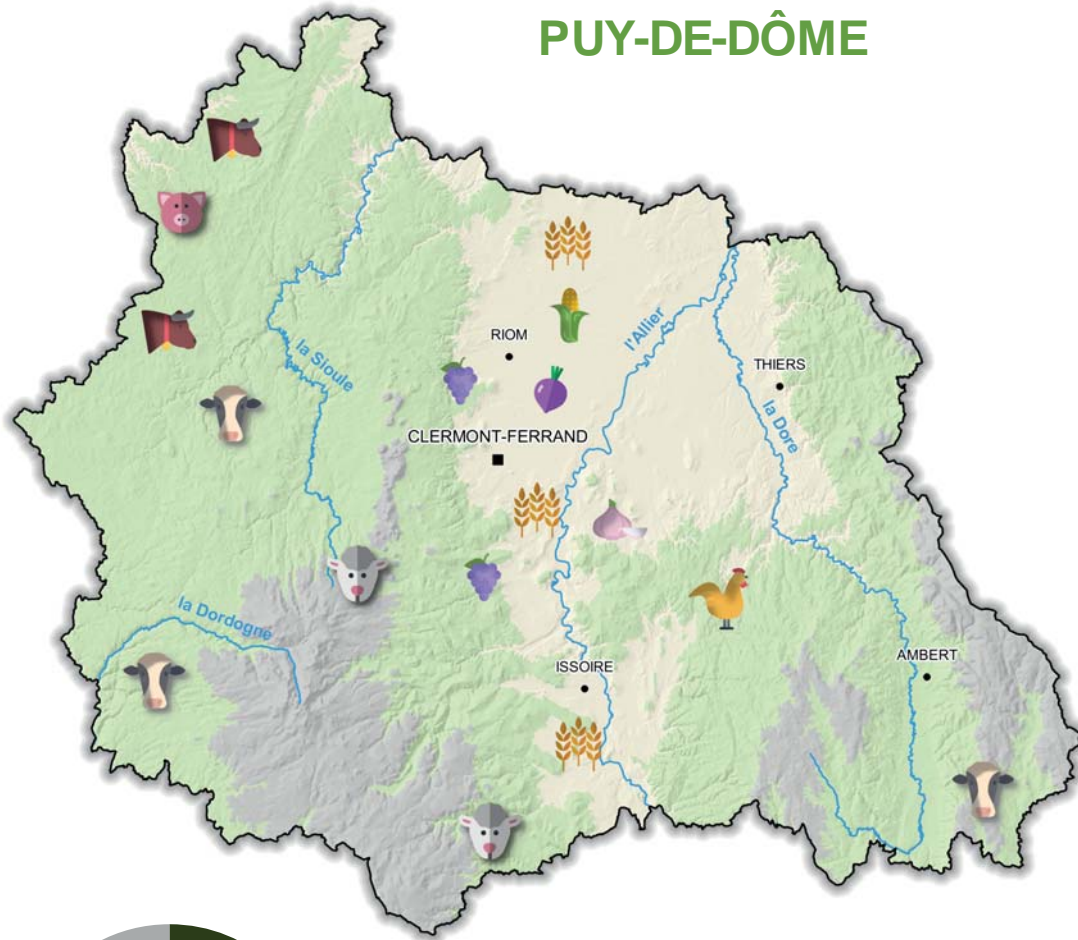 PUY-DE-DÔME
l'Allier
RIOM
la Sioule
THIERS
la Dore
CLERMONT-FERRAND
la Dordogne
ISSOIRE
AMBERT